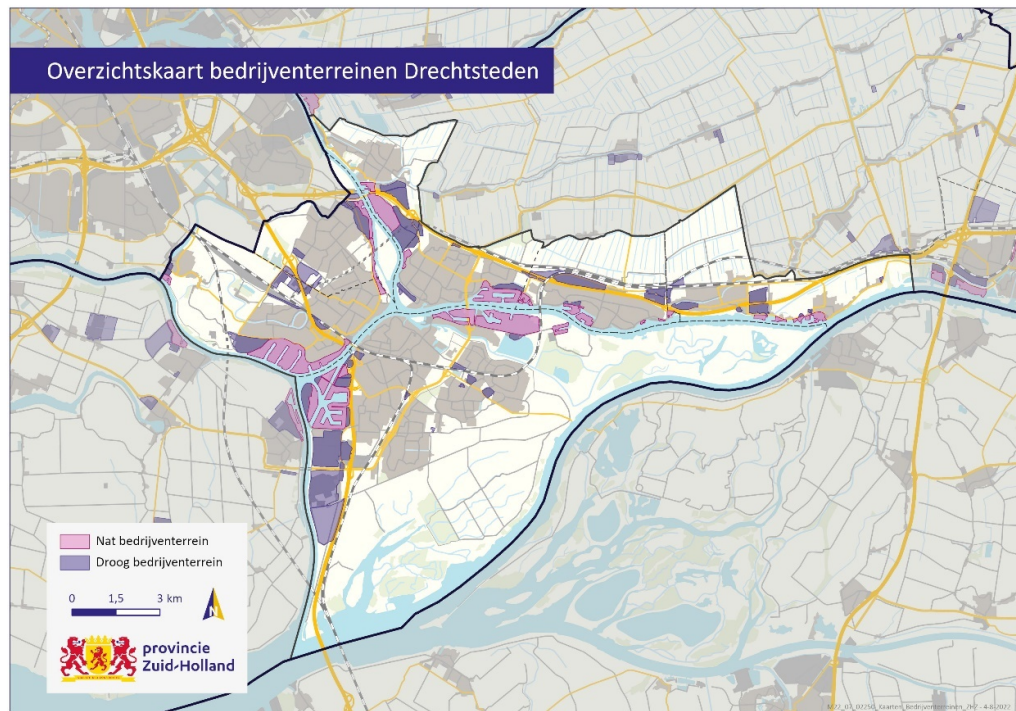 Overzichtskaart bedrijventerreinen Drechtsteden
Nat bedrijventerrein
Droog bedrijventerrein
0 1,5 3 km
N
provincie
Zuid-Holland